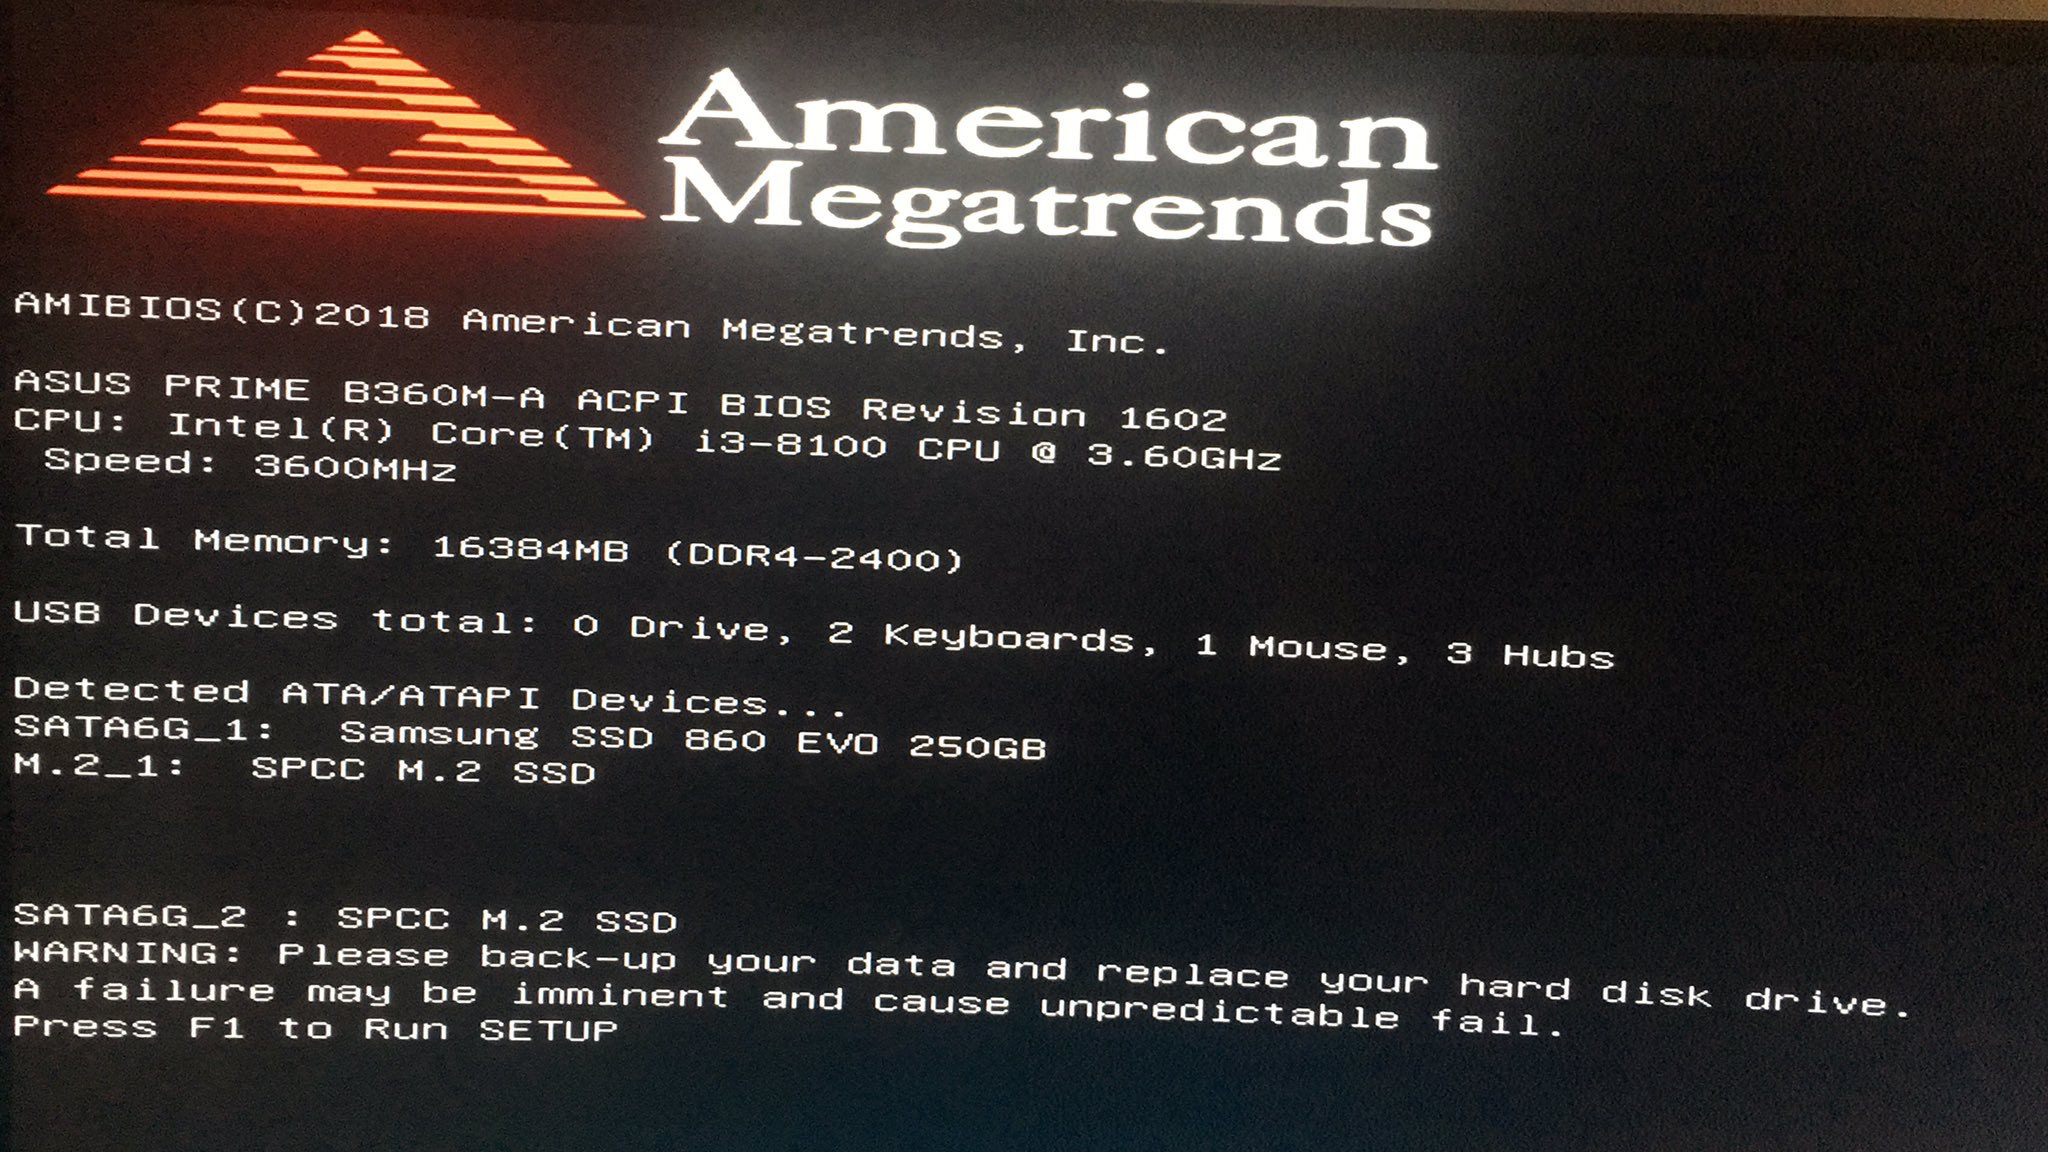 American
Megatrends
AMIBIOS(C)2018 American Megatrends, Inc.
ASUS PRIME B360M-A ACPI BIOS Revision 1602
CPU: Intel(R) Core(TM) i3-8100 CPU @ 3.60GHz
Speed: 3600MHz
Total Memory: 16384MB (DDR4-2400)
USB Devices total: 0 Drive, 2 Keyboards, 1 Mouse, 3 Hubs
Detected ATA/ATAPI Devices...
SATA6G_1: Samsung SSD 860 EVO 250GB
M.2_1: SPCC M.2 SSD
SATA6G_2 : SPCC M.2 SSD
WARNING: Please back-up your data and replace your hard disk drive.
A failure may be imminent and cause unpredictable fail.
Press F1 to Run SETUP